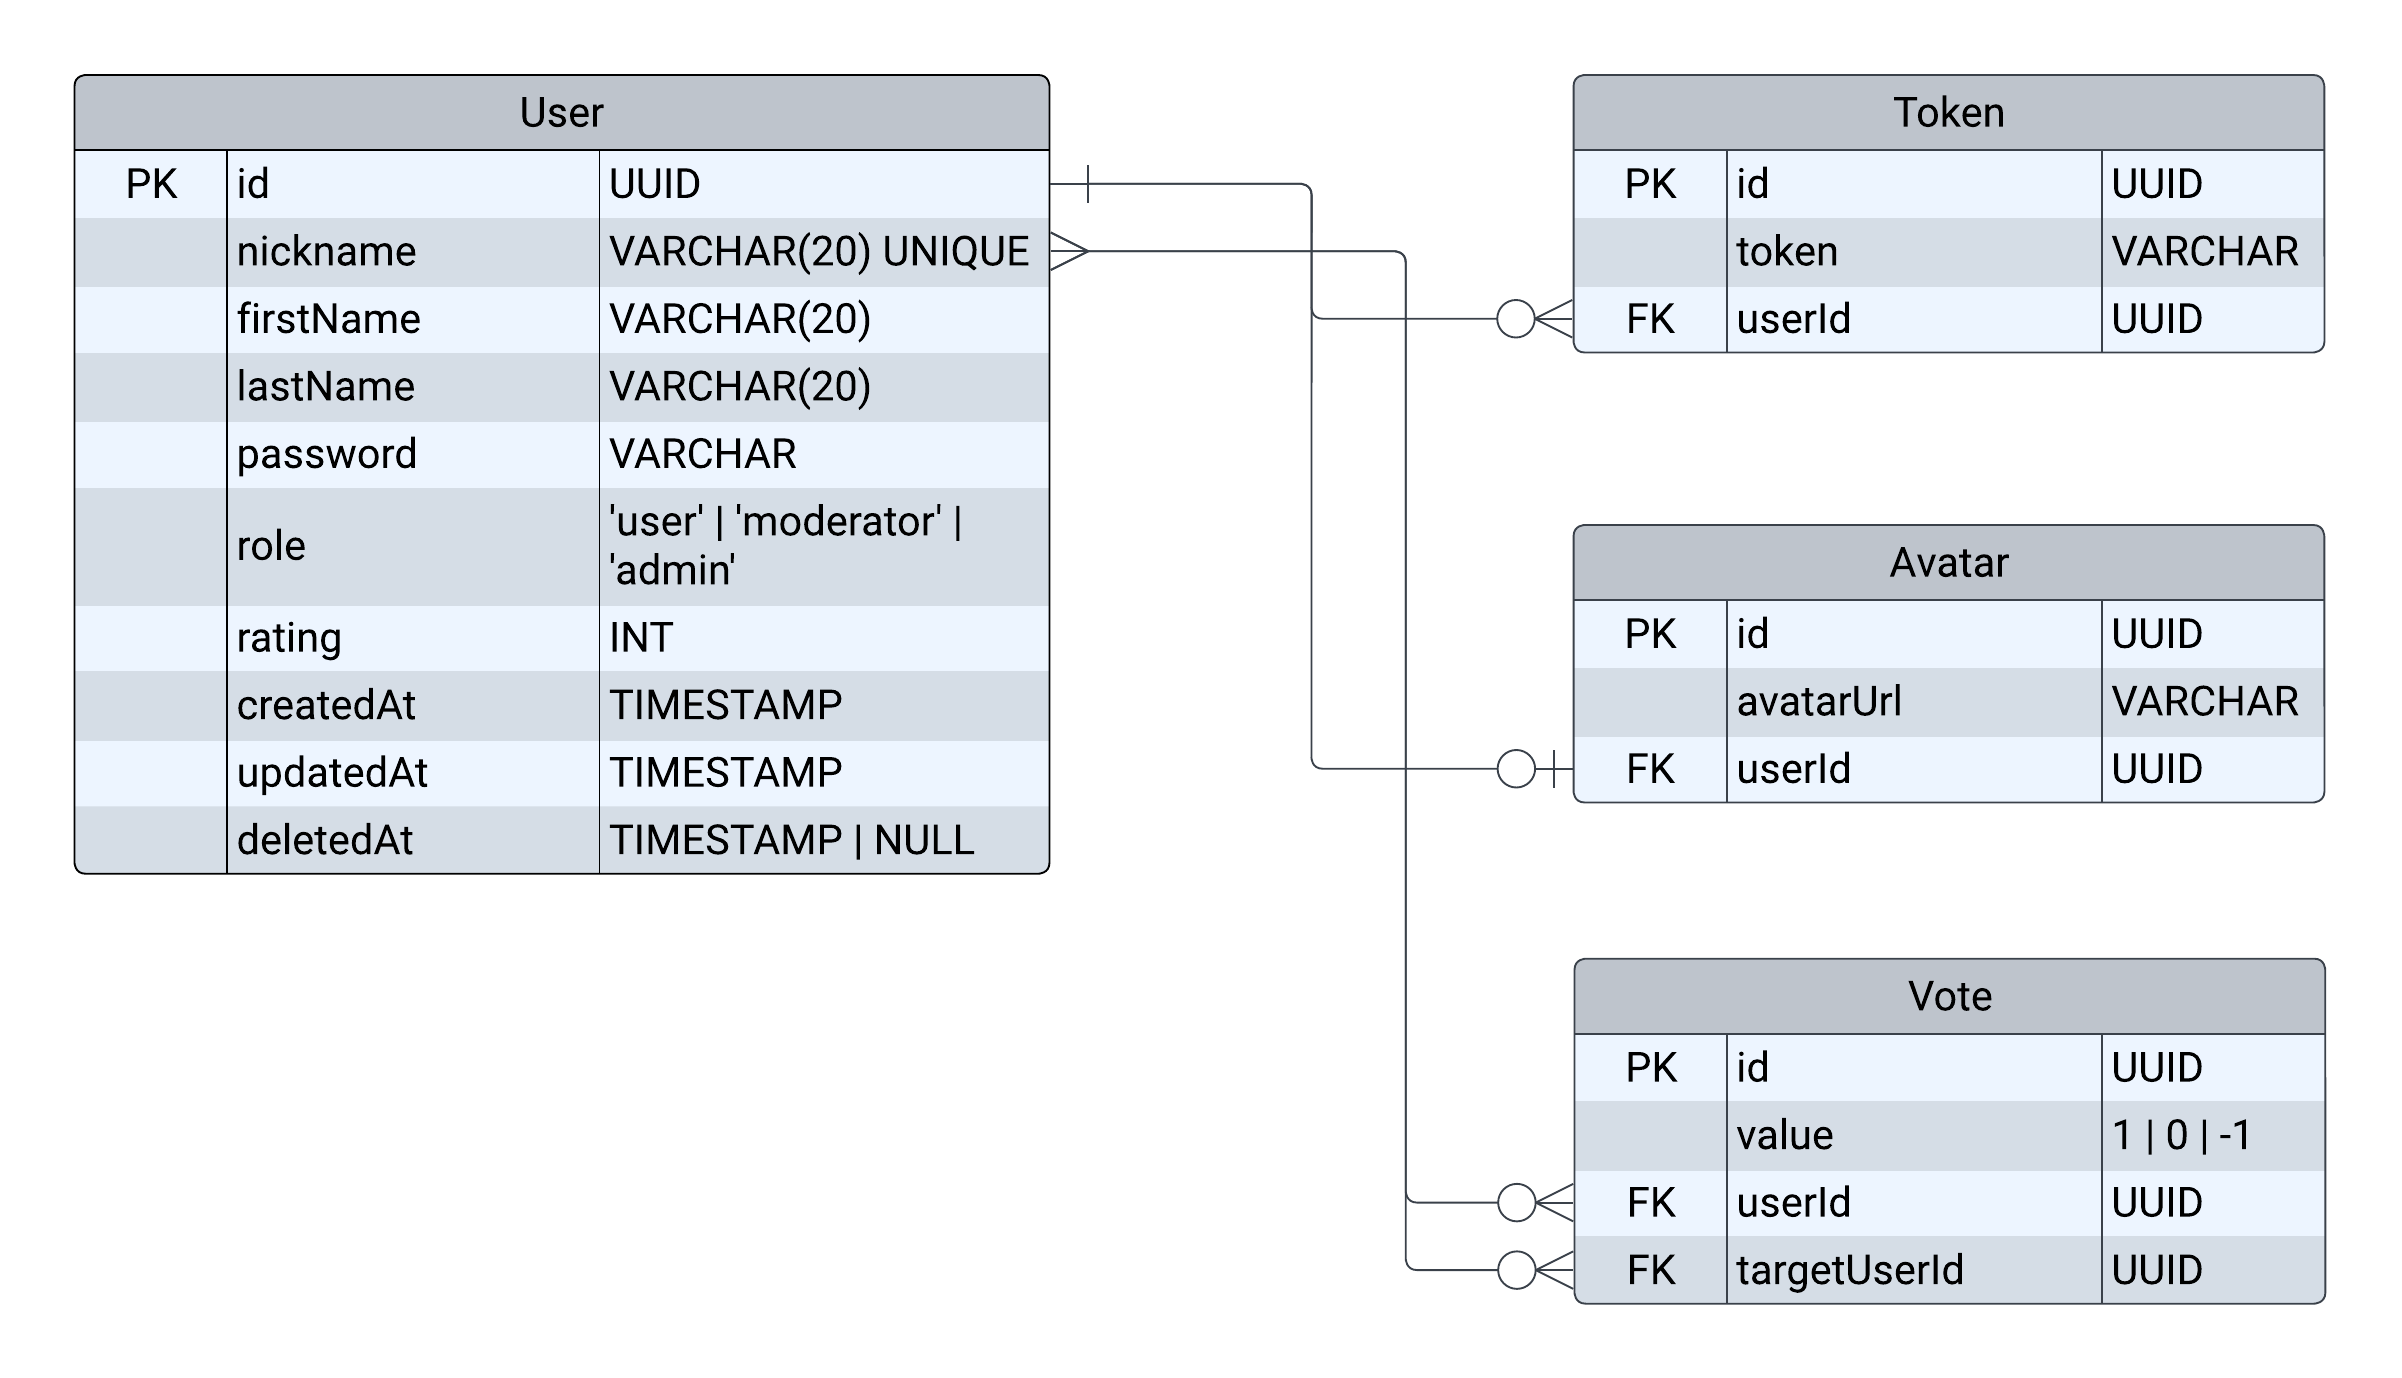 User
PK id UUID
nickname VARCHAR(20) UNIQUE
firstName VARCHAR(20)
lastName VARCHAR(20)
password VARCHAR
role 'user' | 'moderator' |
'admin'
rating INT
createdAt TIMESTAMP
updatedAt TIMESTAMP
deletedAt TIMESTAMP | NULL
Token
PK id UUID
token VARCHAR
FK userId UUID
Avatar
PK id UUID
avatarUrl VARCHAR
FK userId UUID
Vote
PK id UUID
value 1 | 0 | -1
FK userId UUID
FK targetUserId UUID